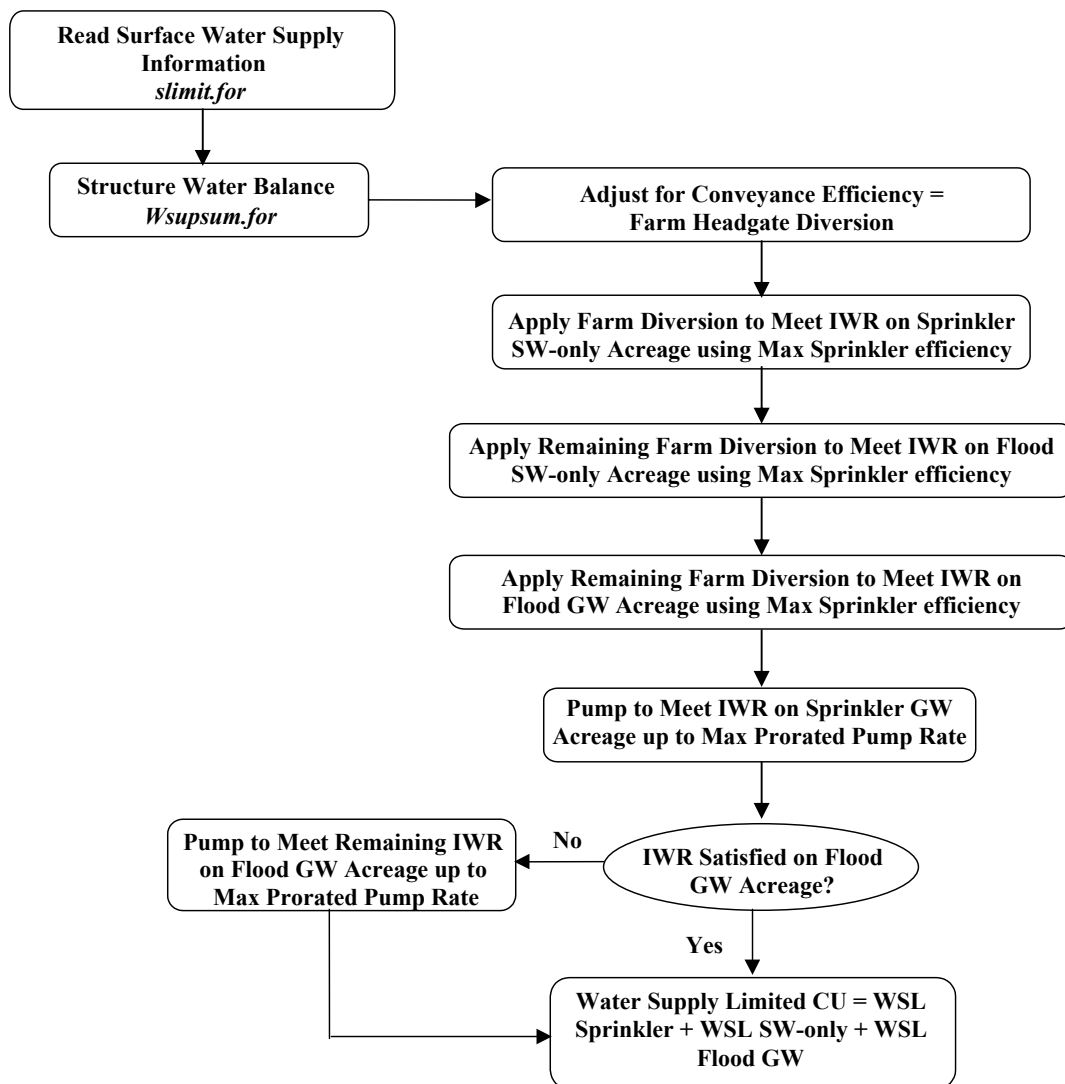 Read Surface Water Supply
Information
slimit.for
Structure Water Balance
Wsupsum.for
Adjust for Conveyance Efficiency =
Farm Headgate Diversion
Apply Farm Diversion to Meet IWR on Sprinkler
SW-only Acreage using Max Sprinkler efficiency
Apply Remaining Farm Diversion to Meet IWR on Flood
SW-only Acreage using Max Sprinkler efficiency
Apply Remaining Farm Diversion to Meet IWR on
Flood GW Acreage using Max Sprinkler efficiency
Pump to Meet IWR on Sprinkler GW
Acreage up to Max Prorated Pump Rate
IWR Satisfied on Flood
GW Acreage?
No
Pump to Meet Remaining IWR
on Flood GW Acreage up to
Max Prorated Pump Rate
Yes
Water Supply Limited CU = WSL
Sprinkler + WSL SW-only + WSL
Flood GW